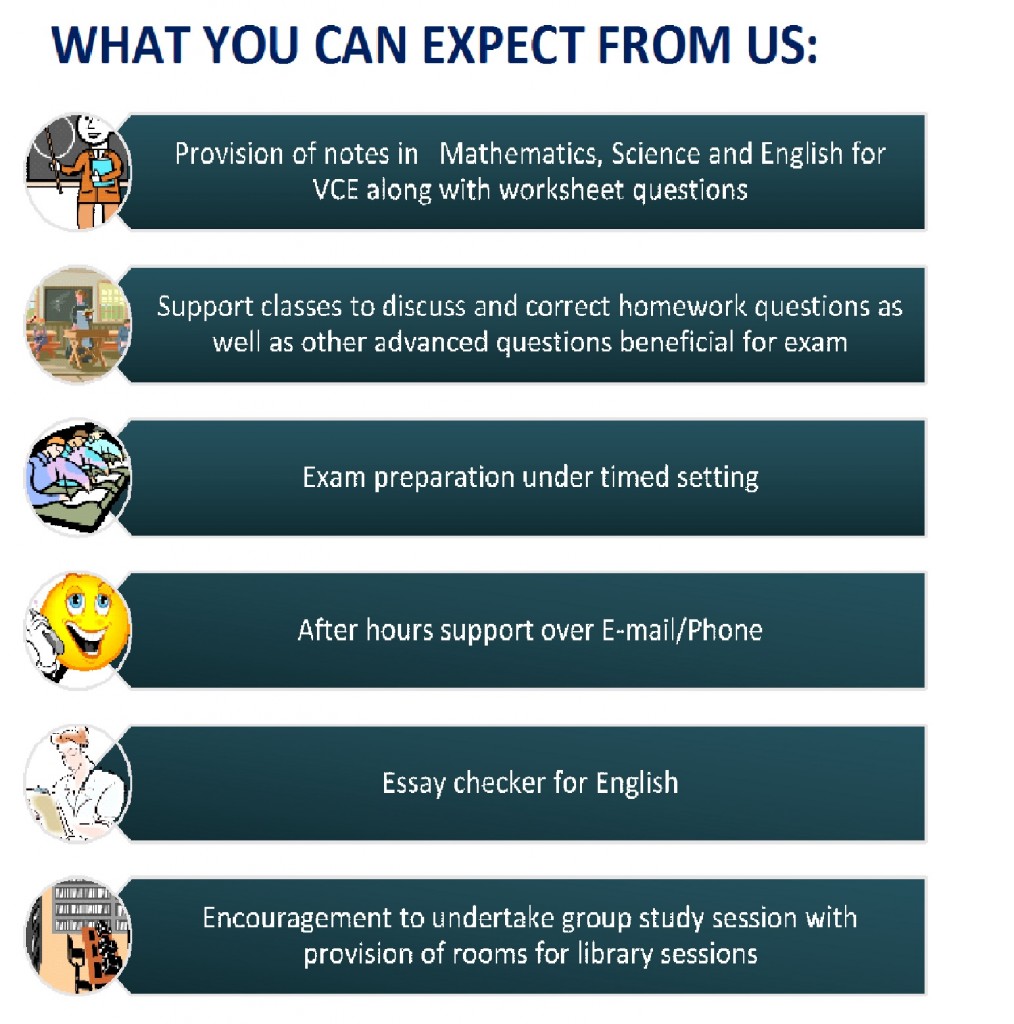 WHAT YOU CAN EXPECT FROM US:
Provision of notes in   Mathematics, Science and English for
VCE along with worksheet questions
Support classes to discuss and correct homework questions as
well as other advanced questions beneficial for exam
Exam preparation under timed setting
After hours support over E-mail/Phone
Essay checker for English
Encouragement to undertake group study session with
provision of rooms for library sessions